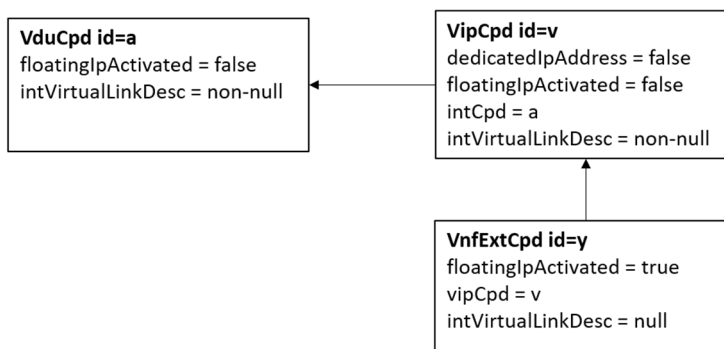 VduCpd id=a
floatingIpActivated = false
intVirtualLinkDesc = non-null
VipCpd id=v
dedicatedIpAddress = false
floatingIpActivated = false
intCpd = a
intVirtualLinkDesc = non-null
VnfExtCpd id=y
floatingIpActivated = true
vipCpd = v
intVirtualLinkDesc = null